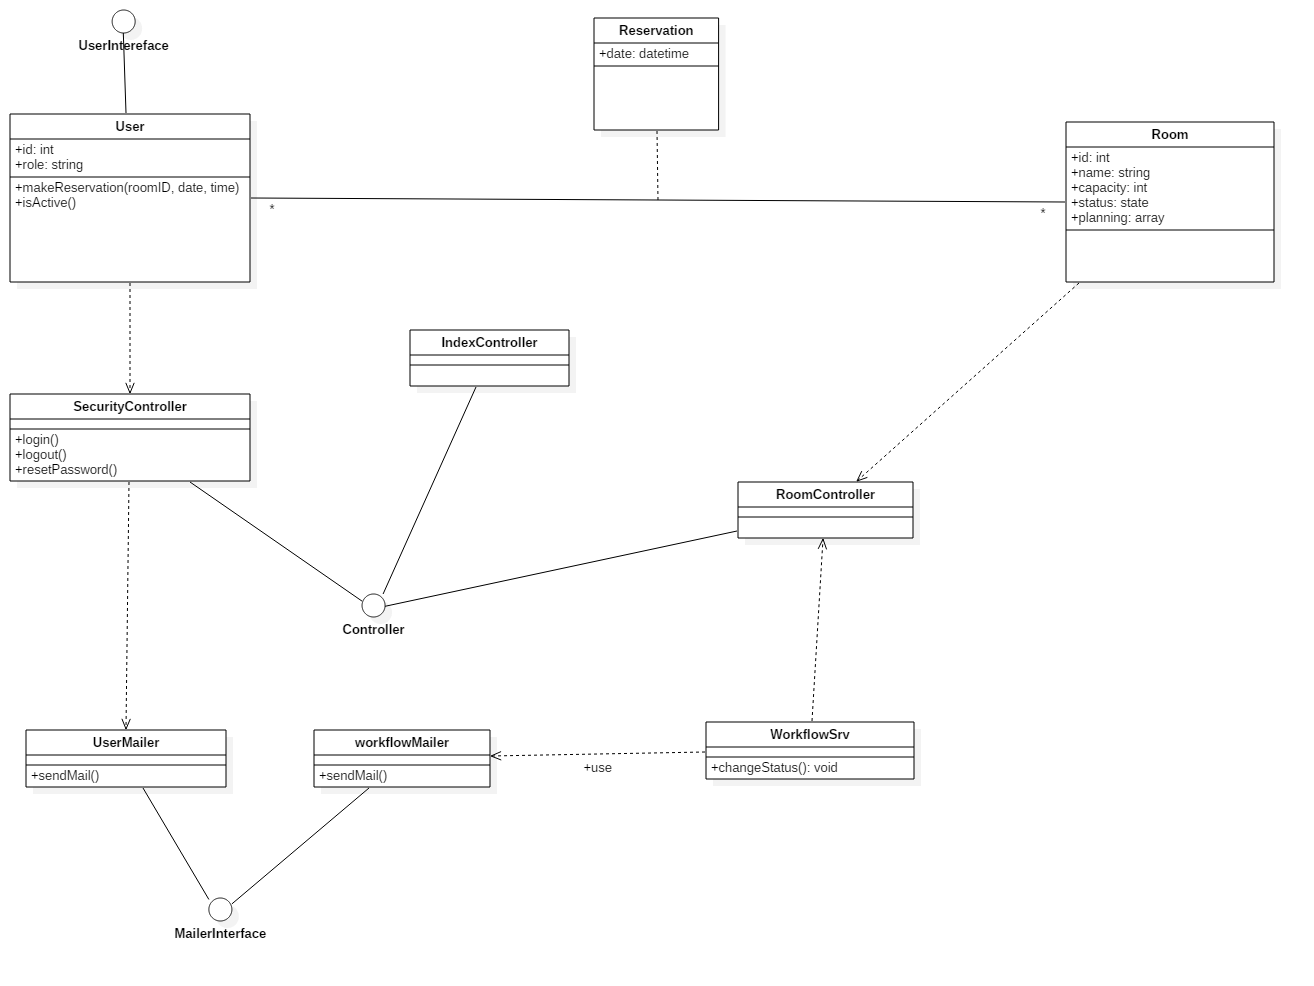 UserIntereface
Reservation
+date: datetime
User
+id: int
+role: string
+makeReservation(roomID, date, time)
+isActive()
*
*
Room
+id: int
+name: string
+capacity: int
+status: state
+planning: array
IndexController
SecurityController
+login()
+logout()
+resetPassword()
RoomController
Controller
UserMailer
+sendMail()
workflowMailer
+sendMail()
+use
WorkflowSrv
+changeStatus(): void
MailerInterface